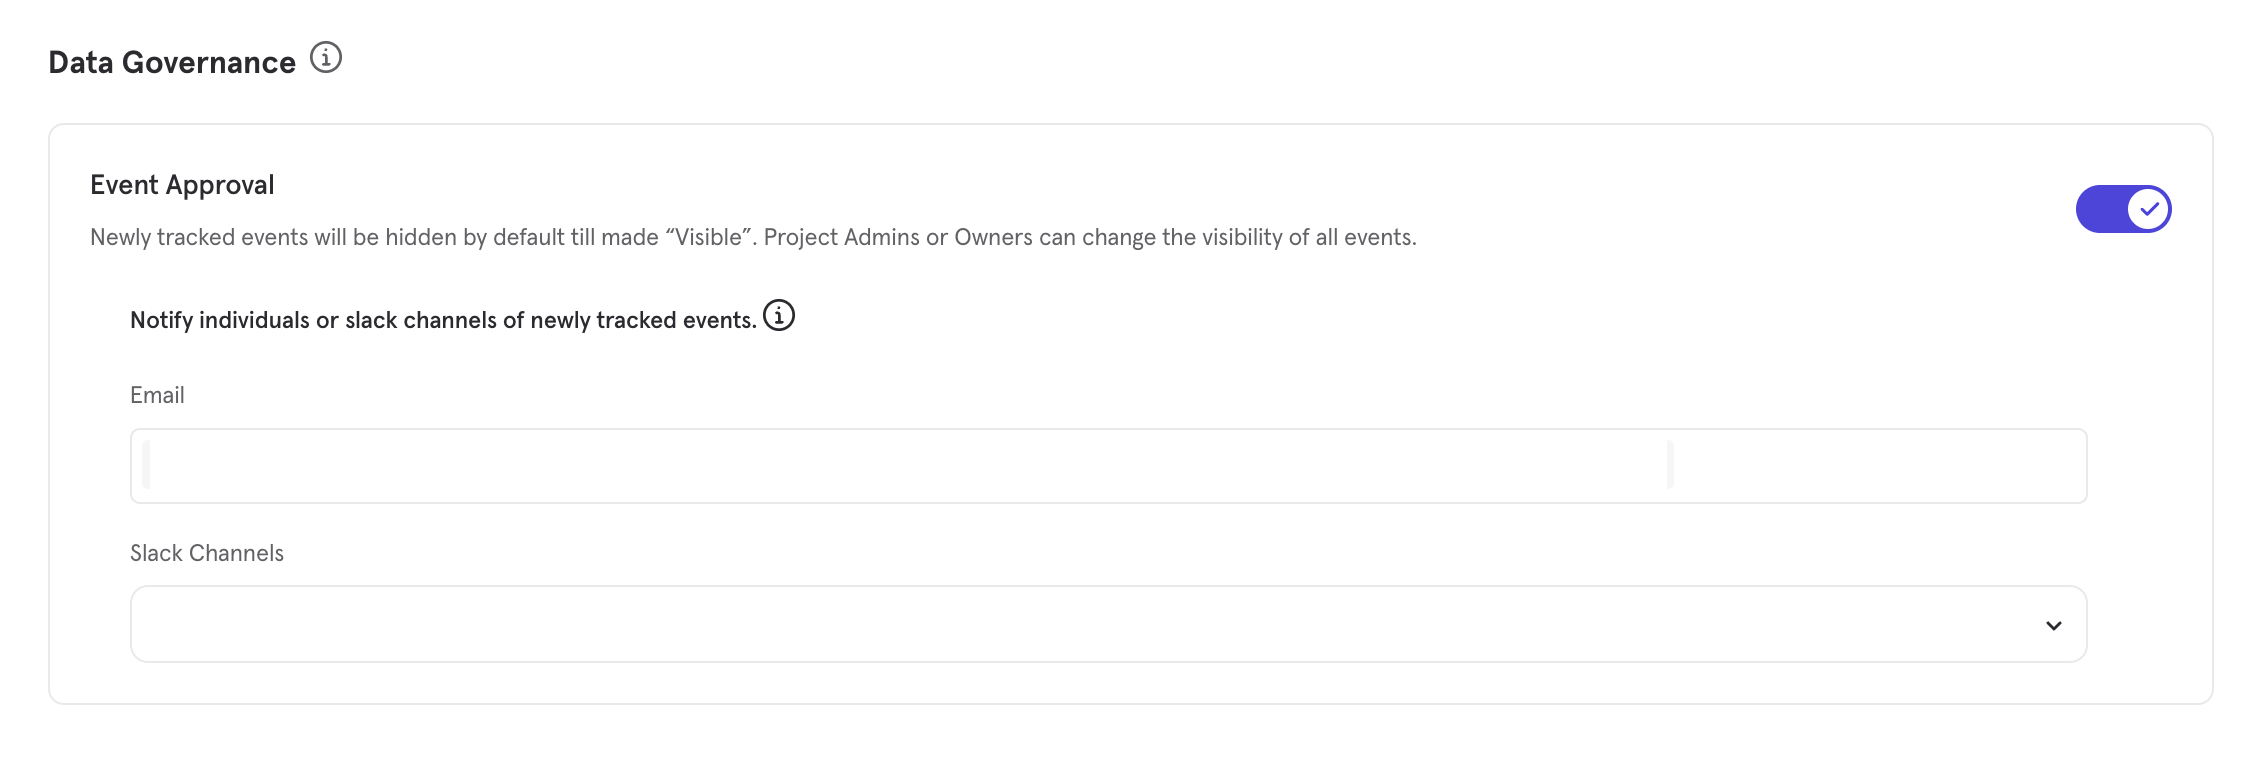 Data Governance
Event Approval
Newly tracked events will be hidden by default till made “Visible”. Project Admins or Owners can change the visibility of all events.
Notify individuals or slack channels of newly tracked events.
Email
Slack Channels